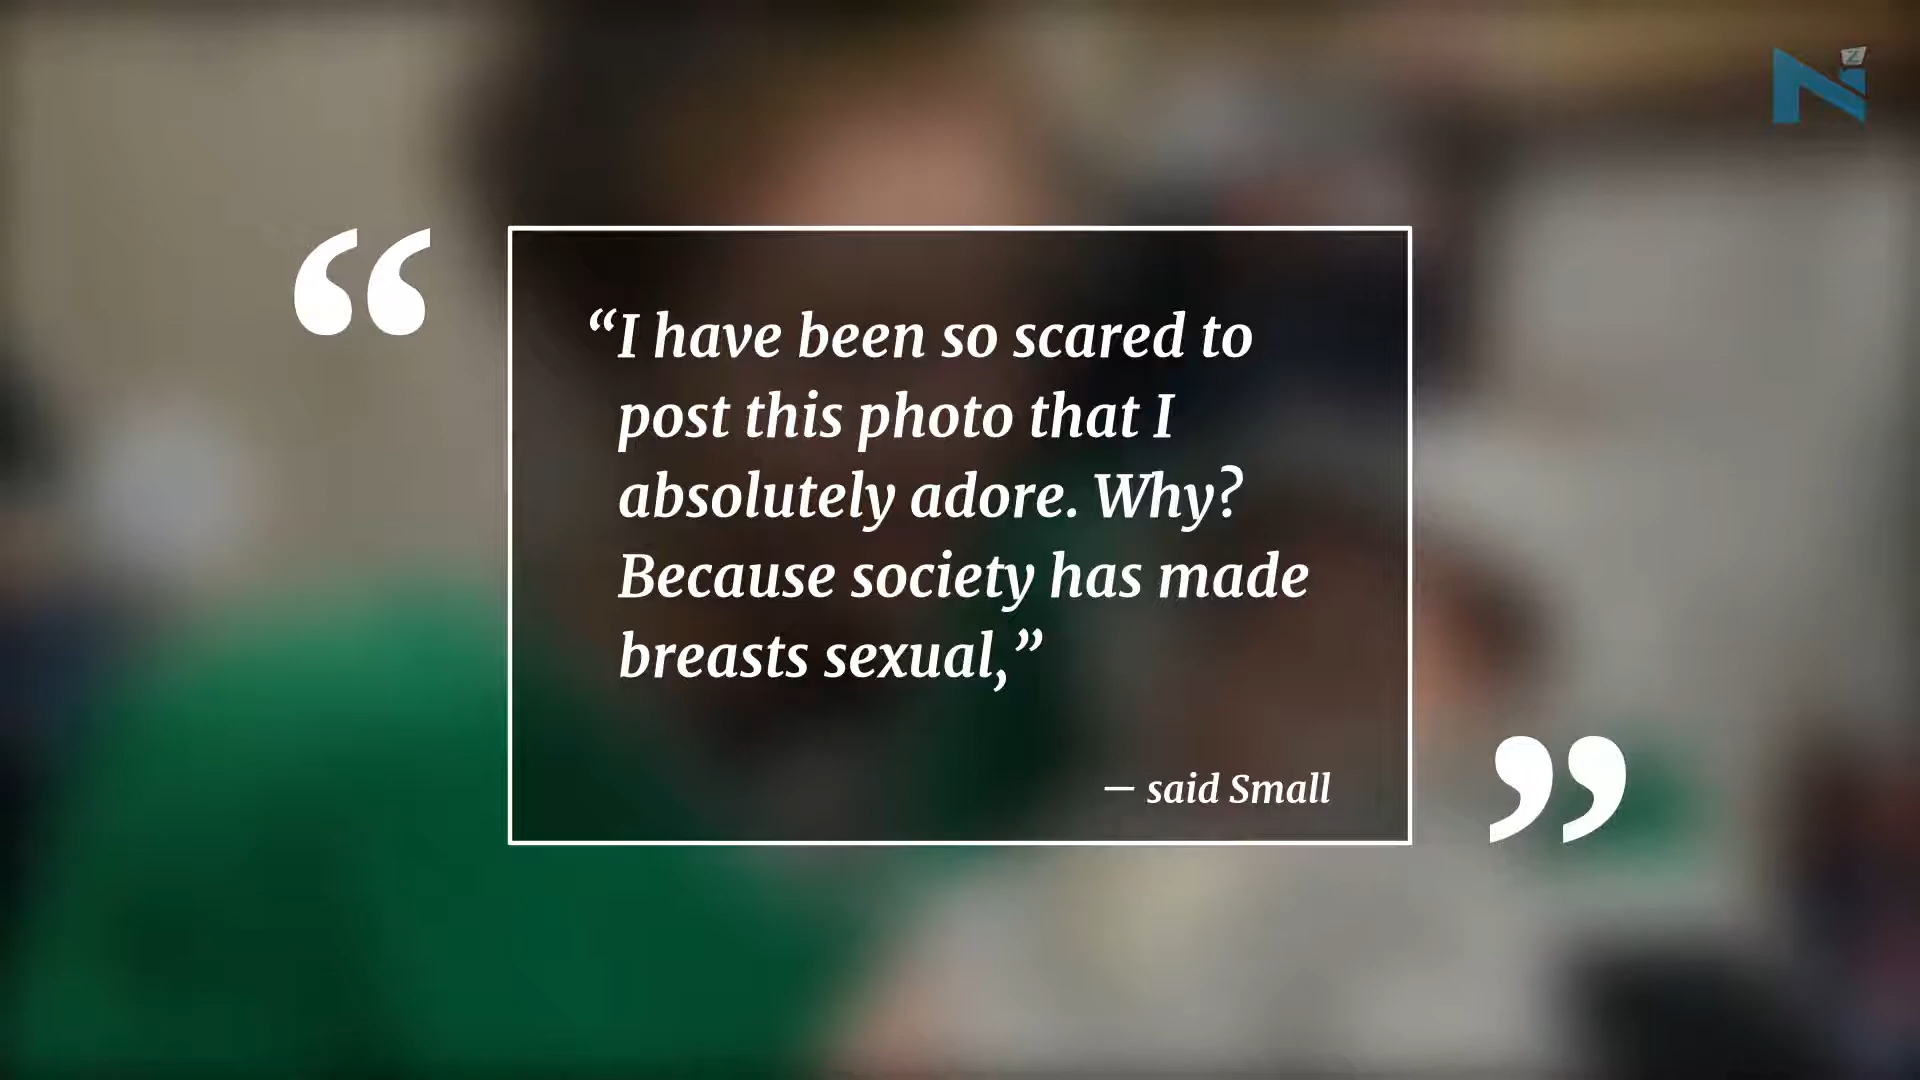 “I have been so scared to
post this photo that I
absolutely adore. Why?
Because society has made
breasts sexual,”
— said Small
N
Z